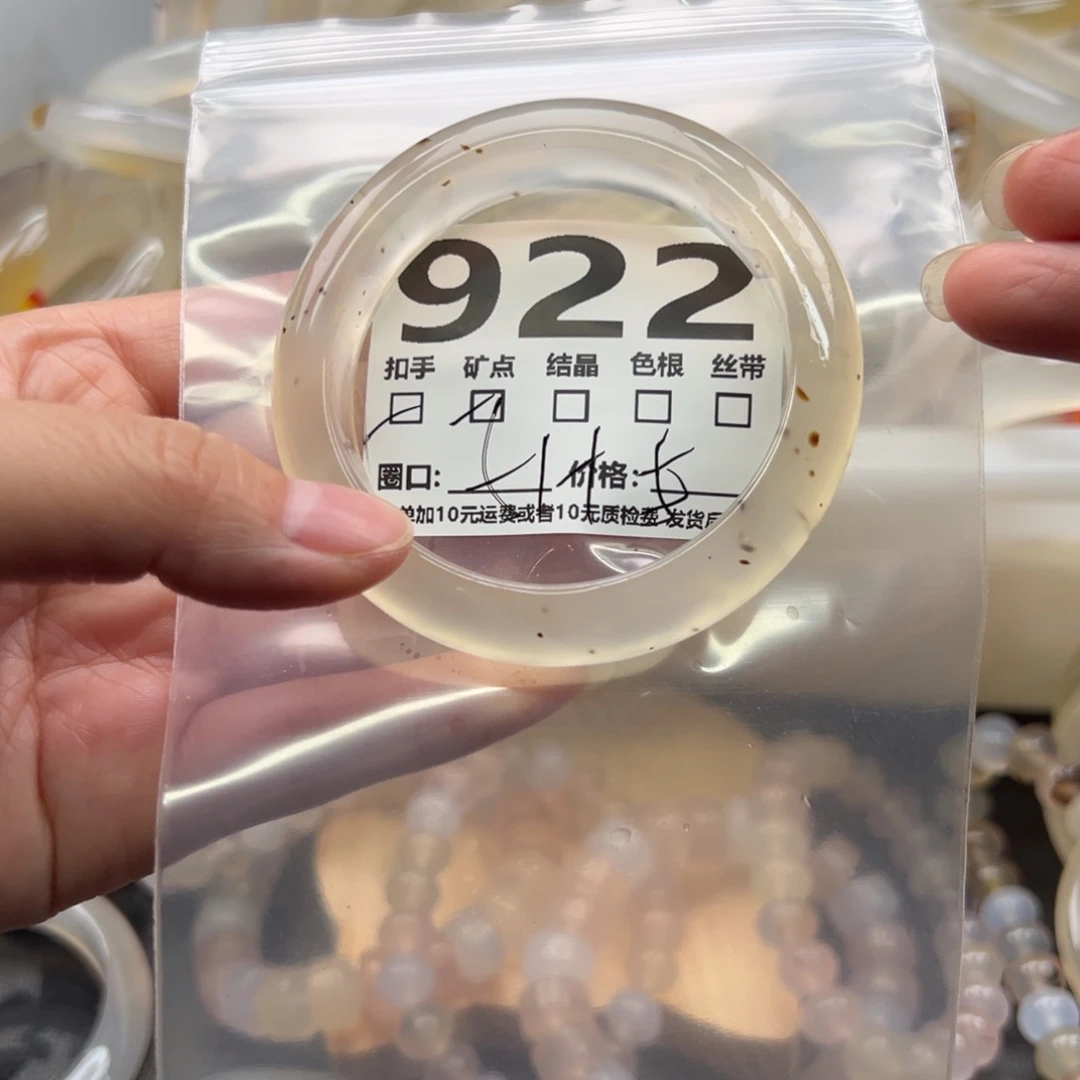 922
扣手 矿点 结晶 色根 丝带
圈口: 价格:
加10元运费或者10元质检费 发货后